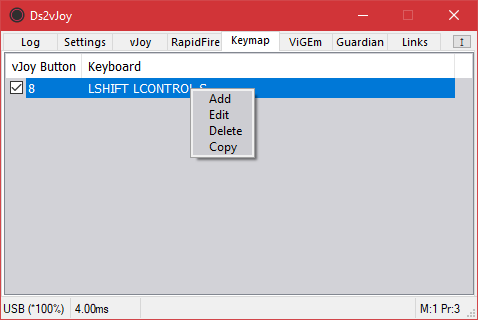 Ds2vJoy
Log Settings vJoy RapidFire Keymap ViGEm Guardian Links
vJoy Button Keyboard
8 LSHIFT LCONTROL S
Add
Edit
Delete
Copy
USB (*100%) 4.00ms M:1 Pr:3